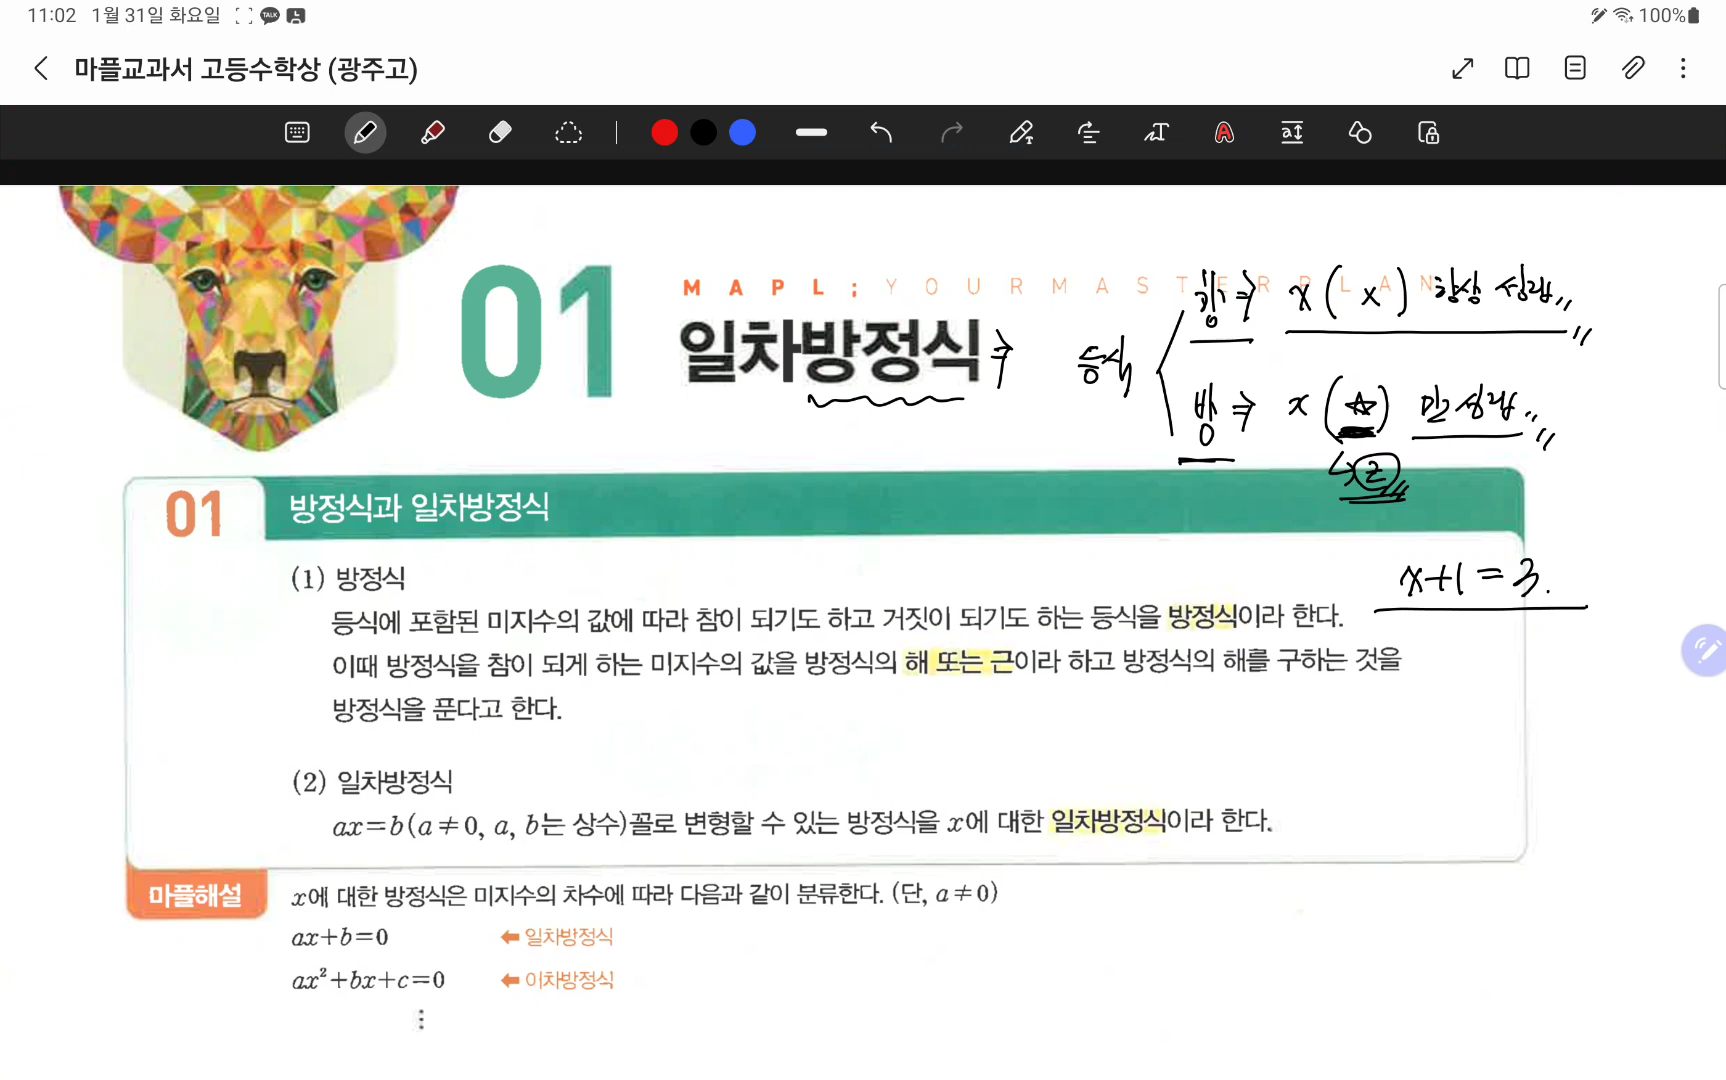 11:02 1월 31일 화요일
100%
마플교과서 고등수학상 (광주고)
01
MAPL; YOURMASTERPLAN
일차방정식 ⇒ 등식
항 ⇒ x ( x ) 항상 성립
방 ⇒ x (☆) 만 성립
01 방정식과 일차방정식
x+1=3.
(1) 방정식
등식에 포함된 미지수의 값에 따라 참이 되기도 하고 거짓이 되기도 하는 등식을 방정식이라 한다.
이때 방정식을 참이 되게 하는 미지수의 값을 방정식의 해 또는 근이라 하고 방정식의 해를 구하는 것을
방정식을 푼다고 한다.
(2) 일차방정식
ax=b(a≠0, a, b는 상수)꼴로 변형할 수 있는 방정식을 x에 대한 일차방정식이라 한다.
마플해설 x에 대한 방정식은 미지수의 차수에 따라 다음과 같이 분류한다. (단, a≠0)
ax+b=0 ← 일차방정식
ax²+bx+c=0 ← 이차방정식
⋮